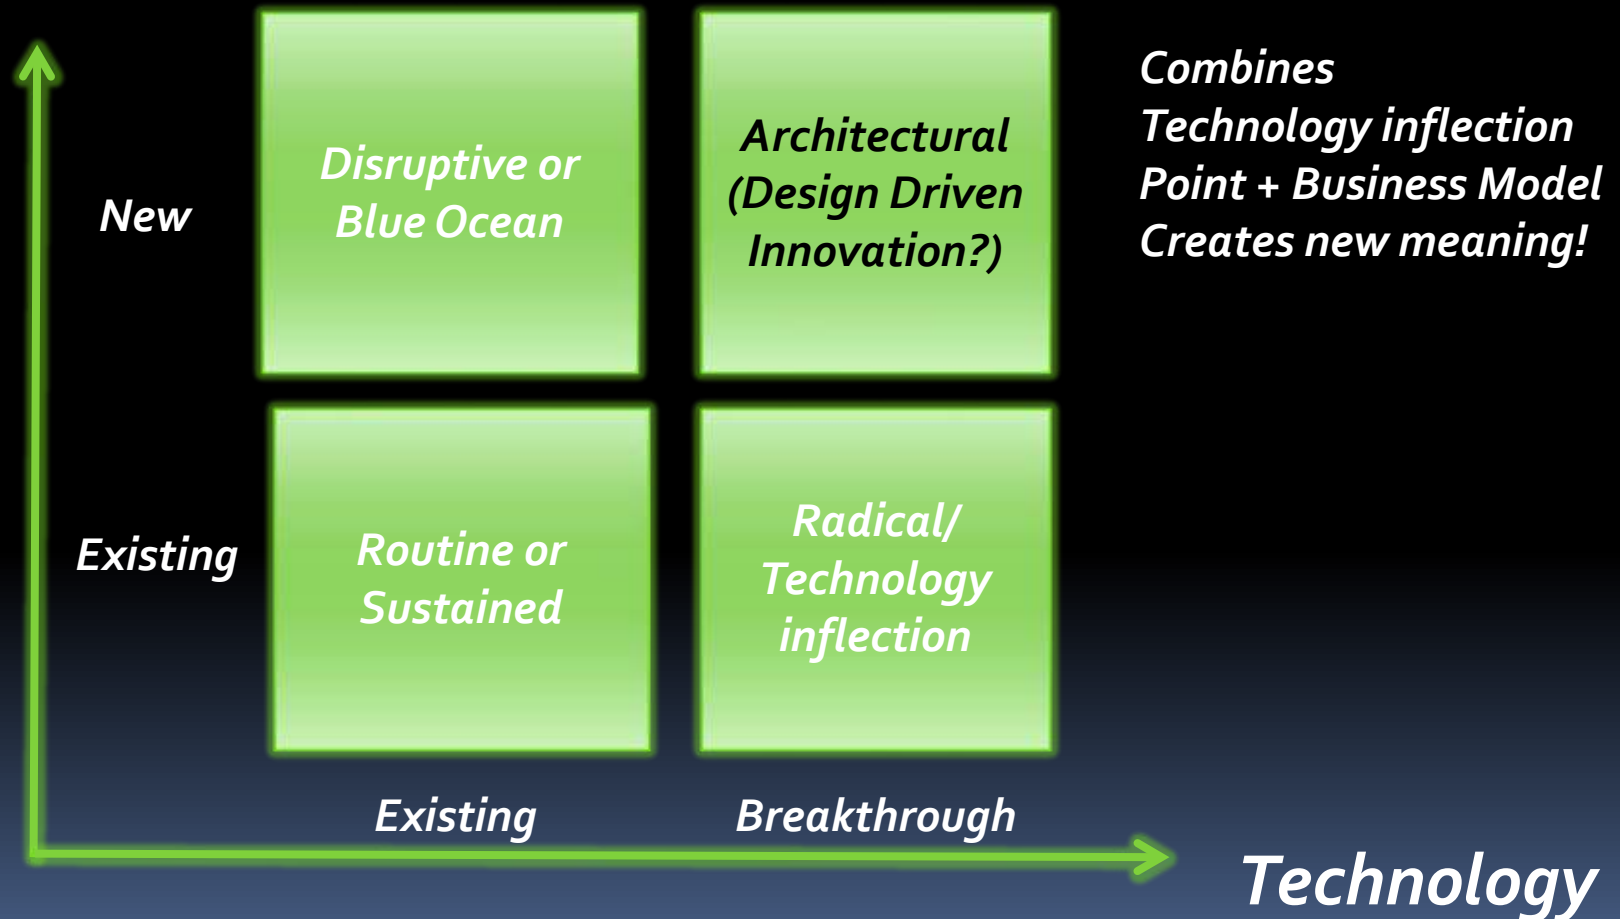 New
Disruptive or
Blue Ocean
Architectural
(Design Driven
Innovation?)
Combines
Technology inflection
Point + Business Model
Creates new meaning!
Existing
Routine or
Sustained
Radical/
Technology
inflection
Existing
Breakthrough
Technology